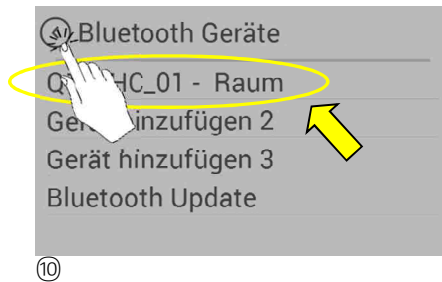 Bluetooth Geräte
HC_01 - Raum
hinzufügen 2
Gerät hinzufügen 3
Bluetooth Update
⑩